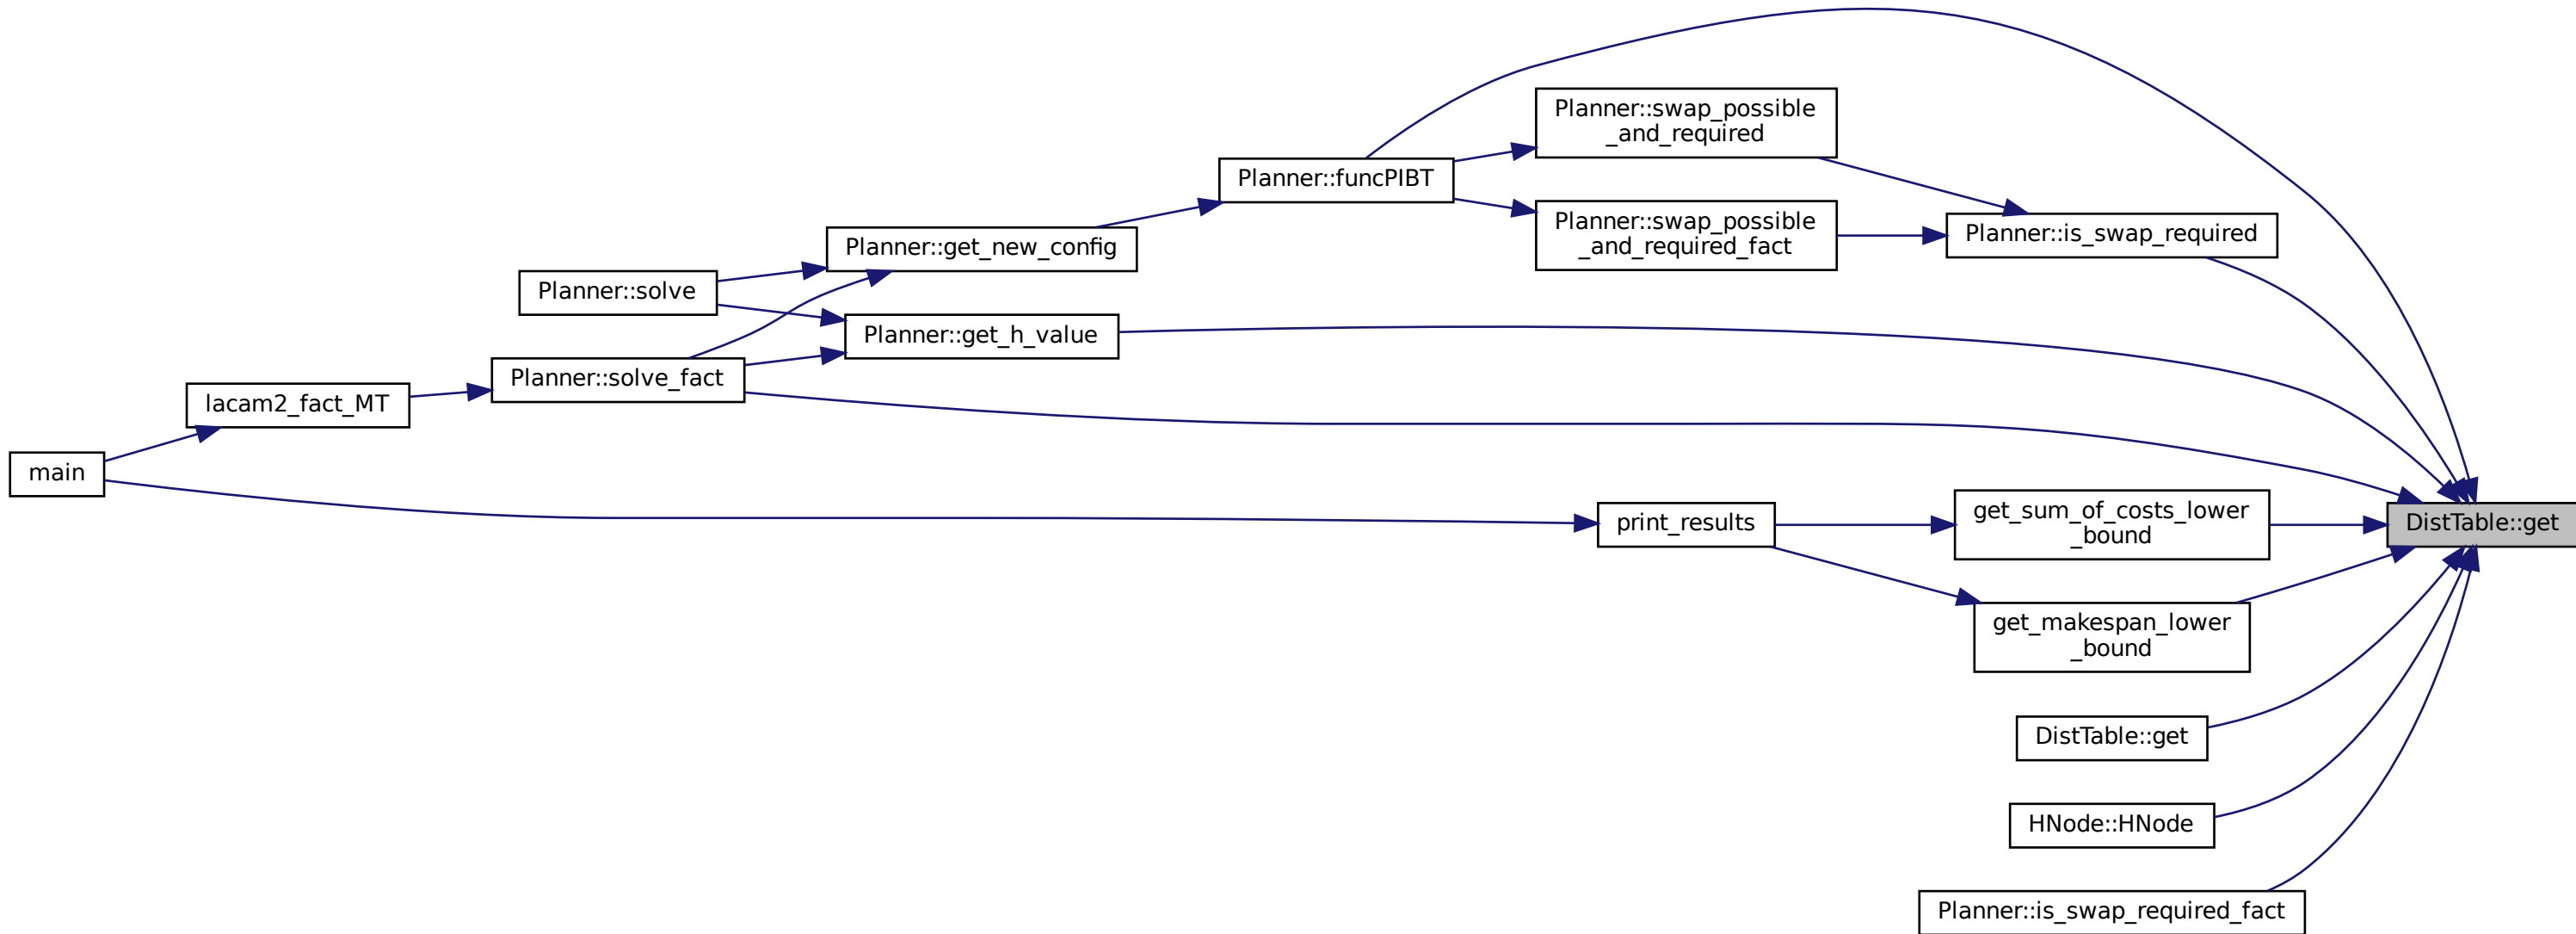 Planner::swap_possible
_and_required
Planner::funcPIBT
Planner::swap_possible
_and_required_fact
Planner::is_swap_required
Planner::get_new_config
Planner::solve
Planner::get_h_value
Planner::solve_fact
lacam2_fact_MT
main
print_results
get_sum_of_costs_lower
_bound
DistTable::get
get_makespan_lower
_bound
DistTable::get
HNode::HNode
Planner::is_swap_required_fact